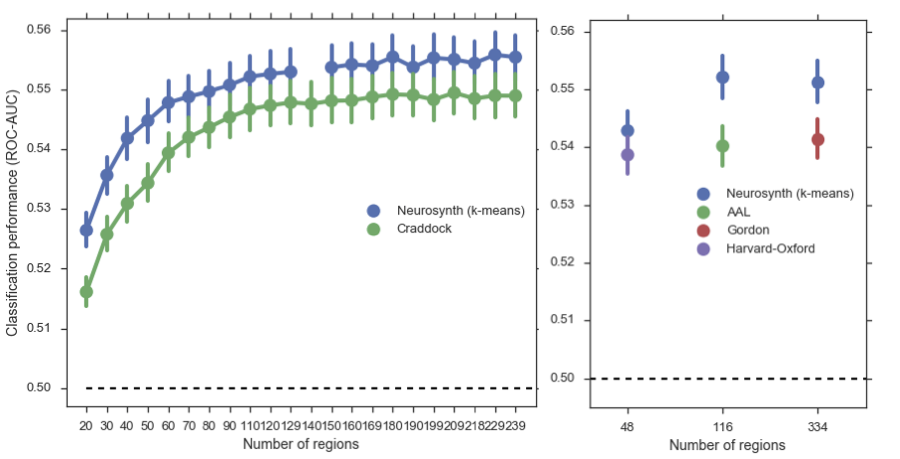 Classification performance (ROC-AUC)
0.56
0.55
0.54
0.53
0.52
0.51
0.50
Neurosynth (k-means)
Craddock
20 30 40 50 60 70 80 90 110 120 129 140 150 160 169 180 190 199 209 218 229 239
Number of regions
0.56
0.55
0.54
0.53
0.52
0.51
0.50
Neurosynth (k-means)
AAL
Gordon
Harvard-Oxford
48 116 334
Number of regions